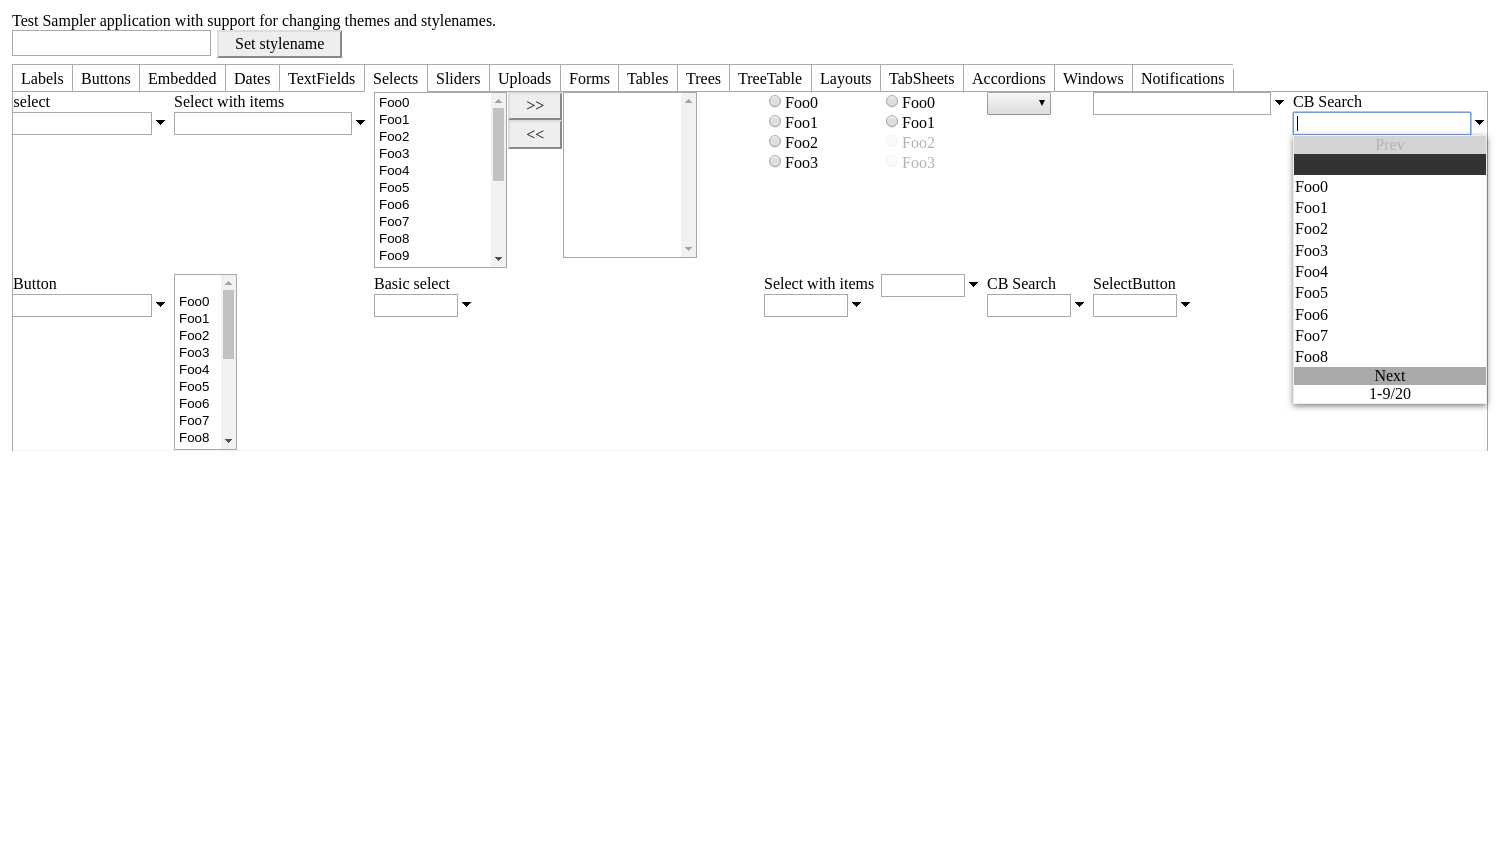 Test Sampler application with support for changing themes and stylenames.
Set stylename
Labels Buttons Embedded Dates TextFields Selects Sliders Uploads Forms Tables Trees TreeTable Layouts TabSheets Accordions Windows Notifications
select
Select with items
Foo0
Foo1
Foo2
Foo3
Foo4
Foo5
Foo6
Foo7
Foo8
Foo9
>>
<<
Foo0
Foo1
Foo2
Foo3
Foo0
Foo1
Foo2
Foo3
CB Search
Prev
Foo0
Foo1
Foo2
Foo3
Foo4
Foo5
Foo6
Foo7
Foo8
Next
1-9/20
Button
Foo0
Foo1
Foo2
Foo3
Foo4
Foo5
Foo6
Foo7
Foo8
Basic select
Select with items
CB Search
SelectButton